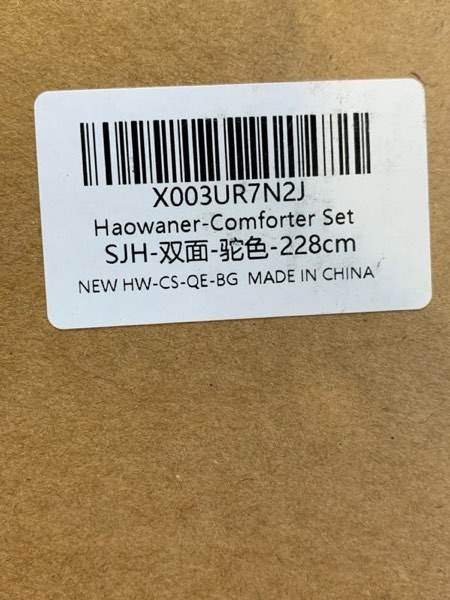 X003UR7N2J
Haowaner-Comforter Set
SJH-双面-驼色-228cm
NEW HW-CS-QE-BG MADE IN CHINA